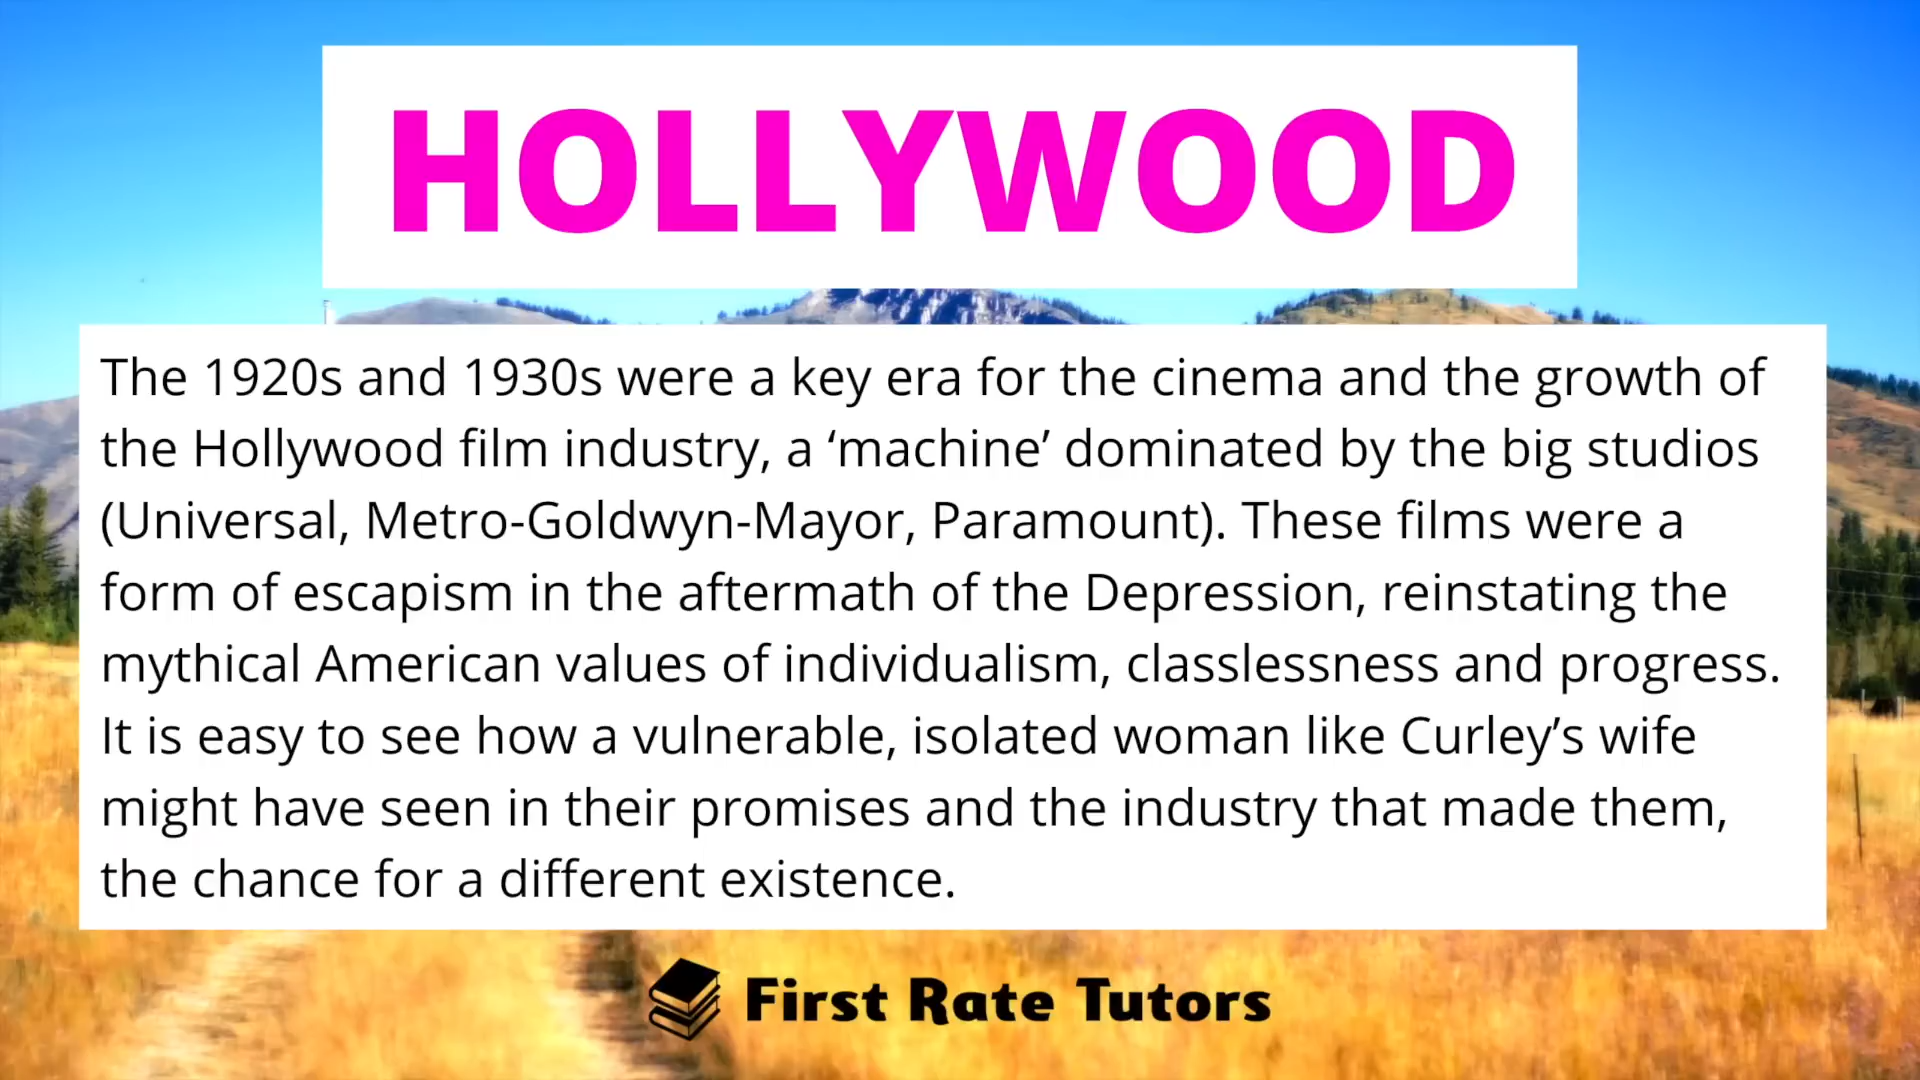 HOLLYWOOD
The 1920s and 1930s were a key era for the cinema and the growth of
the Hollywood film industry, a ‘machine’ dominated by the big studios
(Universal, Metro-Goldwyn-Mayor, Paramount). These films were a
form of escapism in the aftermath of the Depression, reinstating the
mythical American values of individualism, classlessness and progress.
It is easy to see how a vulnerable, isolated woman like Curley’s wife
might have seen in their promises and the industry that made them,
the chance for a different existence.
First Rate Tutors